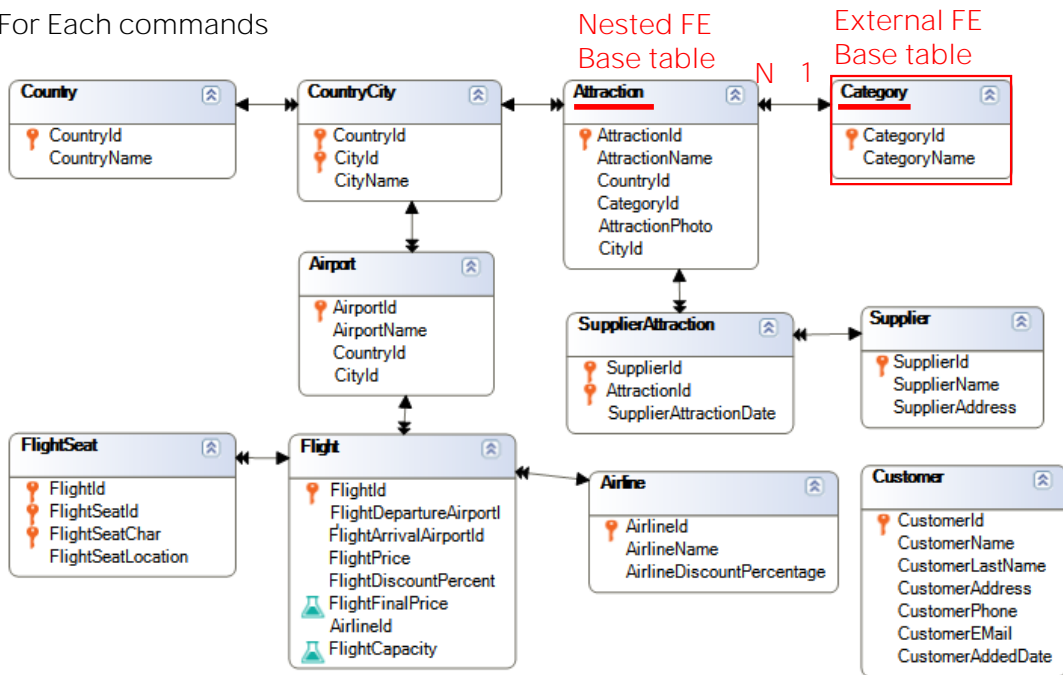 For Each commands
Nested FE
Base table
External FE
Base table
N 1
Country
CountryId
CountryName
CountryCity
CountryId
CityId
CityName
Attraction
AttractionId
AttractionName
CountryId
CategoryId
AttractionPhoto
CityId
Category
CategoryId
CategoryName
Airport
AirportId
AirportName
CountryId
CityId
SupplierAttraction
SupplierId
AttractionId
SupplierAttractionDate
Supplier
SupplierId
SupplierName
SupplierAddress
FlightSeat
FlightId
FlightSeatId
FlightSeatChar
FlightSeatLocation
Flight
FlightId
FlightDepartureAirportI
FlightArrivalAirportId
FlightPrice
FlightDiscountPercent
FlightFinalPrice
AirlineId
FlightCapacity
Airline
AirlineId
AirlineName
AirlineDiscountPercentage
Customer
CustomerId
CustomerName
CustomerLastName
CustomerAddress
CustomerPhone
CustomerEMail
CustomerAddedDate